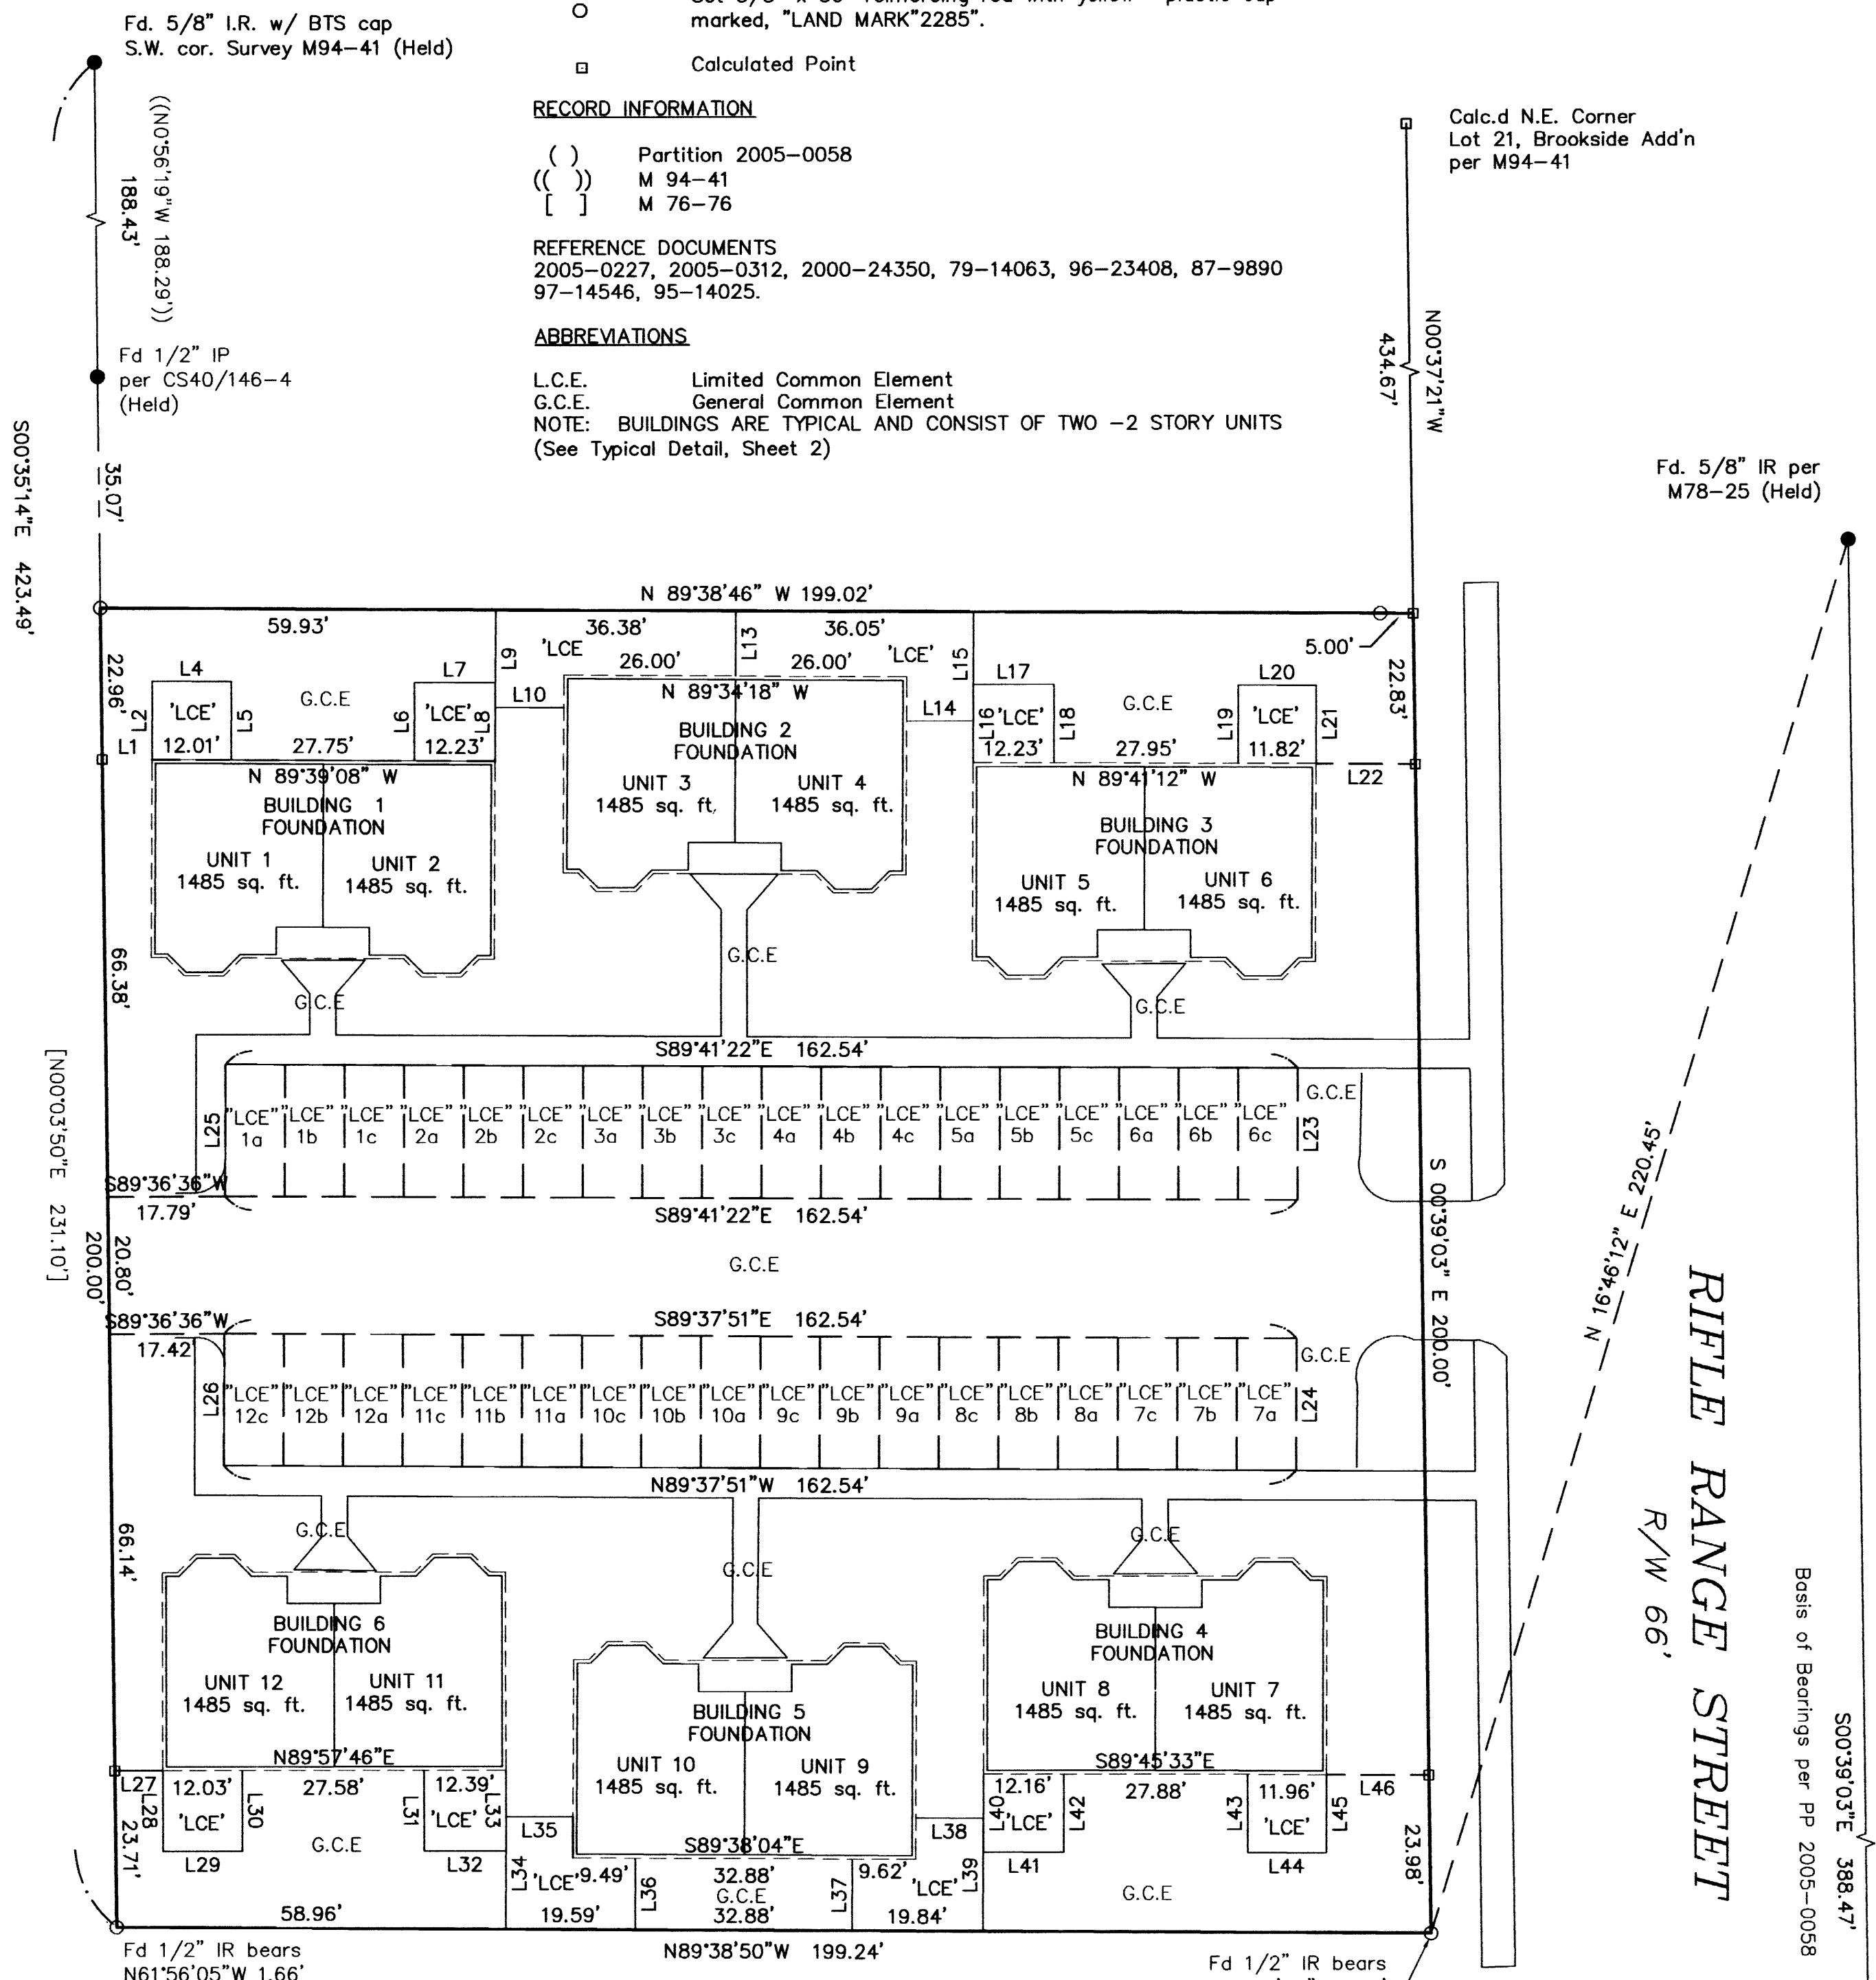 Fd. 5/8" I.R. w/ BTS cap
S.W. cor. Survey M94-41 (Held)
marked, "LAND MARK"2285".
Calculated Point
RECORD INFORMATION
( ) Partition 2005-0058
(( )) M 94-41
[ ] M 76-76
REFERENCE DOCUMENTS
2005-0227, 2005-0312, 2000-24350, 79-14063, 96-23408, 87-9890
97-14546, 95-14025.
ABBREVIATIONS
L.C.E. Limited Common Element
G.C.E. General Common Element
NOTE: BUILDINGS ARE TYPICAL AND CONSIST OF TWO -2 STORY UNITS
(See Typical Detail, Sheet 2)
Calc.d N.E. Corner
Lot 21, Brookside Add'n
per M94-41
((N0°56'19"W 188.29'))
188.43'
Fd 1/2" IP
per CS40/146-4
(Held)
N00°37'21"W
434.67'
Fd. 5/8" IR per
M78-25 (Held)
S00°35'14"E 423.49'
35.07'
N 89°38'46" W 199.02'
59.93'
36.38'
36.05'
5.00'
22.96'
22.83'
L1
L2
L4
L5
L6
L7
L8
L9
L10
L13
L14
L15
L16
L17
L18
L19
L20
L21
L22
'LCE'
12.01'
G.C.E
27.75'
'LCE'
12.23'
'LCE
26.00'
26.00'
'LCE'
'LCE'
12.23'
G.C.E
27.95'
'LCE'
11.82'
N 89°39'08" W
BUILDING 1
FOUNDATION
UNIT 1
1485 sq. ft.
UNIT 2
1485 sq. ft.
N 89°34'18" W
BUILDING 2
FOUNDATION
UNIT 3
1485 sq. ft.
UNIT 4
1485 sq. ft.
N 89°41'12" W
BUILDING 3
FOUNDATION
UNIT 5
1485 sq. ft.
UNIT 6
1485 sq. ft.
66.38'
G.C.E
G.C.E
G.C.E
S89°41'22"E 162.54'
L25
"LCE" "LCE" "LCE" "LCE" "LCE" "LCE" "LCE" "LCE" "LCE" "LCE" "LCE" "LCE" "LCE" "LCE" "LCE" "LCE" "LCE" "LCE"
1a 1b 1c 2a 2b 2c 3a 3b 3c 4a 4b 4c 5a 5b 5c 6a 6b 6c
L23
G.C.E
S89°36'36"W
17.79'
S89°41'22"E 162.54'
[N00°03'50"E 231.10']
20.80'
200.00'
G.C.E
S 00°39'03" E 200.00'
N 16°46'12" E 220.45'
S89°36'36"W
17.42'
S89°37'51"E 162.54'
L26
"LCE" "LCE" "LCE" "LCE" "LCE" "LCE" "LCE" "LCE" "LCE" "LCE" "LCE" "LCE" "LCE" "LCE" "LCE" "LCE" "LCE" "LCE"
12c 12b 12a 11c 11b 11a 10c 10b 10a 9c 9b 9a 8c 8b 8a 7c 7b 7a
L24
G.C.E
N89°37'51"W 162.54'
RIFLE RANGE STREET
R/W 66'
Basis of Bearings per PP 2005-0058
S00°39'03"E 388.47'
66.14'
G.C.E
G.C.E
G.C.E
BUILDING 6
FOUNDATION
UNIT 12
1485 sq. ft.
UNIT 11
1485 sq. ft.
N89°57'46"E
BUILDING 5
FOUNDATION
UNIT 10
1485 sq. ft.
UNIT 9
1485 sq. ft.
S89°38'04"E
BUILDING 4
FOUNDATION
UNIT 8
1485 sq. ft.
UNIT 7
1485 sq. ft.
S89°45'33"E
L27
L28
12.03'
'LCE'
L29
L30
27.58'
G.C.E
L31
12.39'
'LCE'
L32
L33
L34
L35
'LCE'
9.49'
L36
32.88'
G.C.E
32.88'
L37
9.62'
'LCE'
L38
L39
L40
12.16'
'LCE'
L41
L42
27.88'
G.C.E
L43
11.96'
'LCE'
L44
L45
L46
23.71'
23.98'
58.96'
19.59'
19.84'
N89°38'50"W 199.24'
Fd 1/2" IR bears
N61°56'05"W 1.66'
Fd 1/2" IR bears